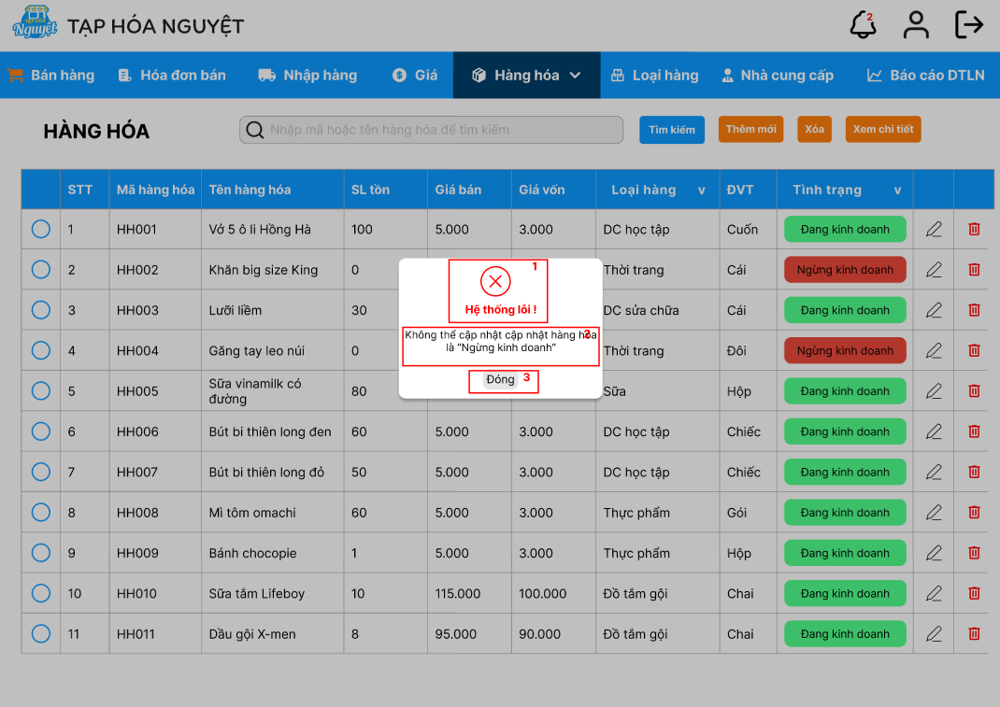 TẠP HÓA
Nguyệt
TẠP HÓA NGUYỆT
2
Bán hàng
Hóa đơn bán
Nhập hàng
Giá
Hàng hóa
Loại hàng
Nhà cung cấp
Báo cáo DTLN
HÀNG HÓA
Nhập mã hoặc tên hàng hóa để tìm kiếm
Tìm kiếm
Thêm mới
Xóa
Xem chi tiết
STT Mã hàng hóa Tên hàng hóa SL tồn Giá bán Giá vốn Loại hàng v ĐVT Tình trạng v
1 HH001 Vở 5 ô li Hồng Hà 100 5.000 3.000 DC học tập Cuốn Đang kinh doanh
2 HH002 Khăn big size King 0 Thời trang Cái Ngừng kinh doanh
3 HH003 Lưỡi liềm 30 DC sửa chữa Cái Đang kinh doanh
4 HH004 Găng tay leo núi 0 Thời trang Đôi Ngừng kinh doanh
5 HH005 Sữa vinamilk có 80 Sữa Hộp Đang kinh doanh
đường
6 HH006 Bút bi thiên long đen 60 5.000 3.000 DC học tập Chiếc Đang kinh doanh
7 HH007 Bút bi thiên long đỏ 50 5.000 3.000 DC học tập Chiếc Đang kinh doanh
8 HH008 Mì tôm omachi 60 5.000 3.000 Thực phẩm Gói Đang kinh doanh
9 HH009 Bánh chocopie 1 5.000 3.000 Thực phẩm Hộp Đang kinh doanh
10 HH010 Sữa tắm Lifeboy 10 115.000 100.000 Đồ tắm gội Chai Đang kinh doanh
11 HH011 Dầu gội X-men 8 95.000 90.000 Đồ tắm gội Chai Đang kinh doanh
1
Hệ thống lỗi !
2
Không thể cập nhật cập nhật hàng hóa
là "Ngừng kinh doanh"
Đóng 3